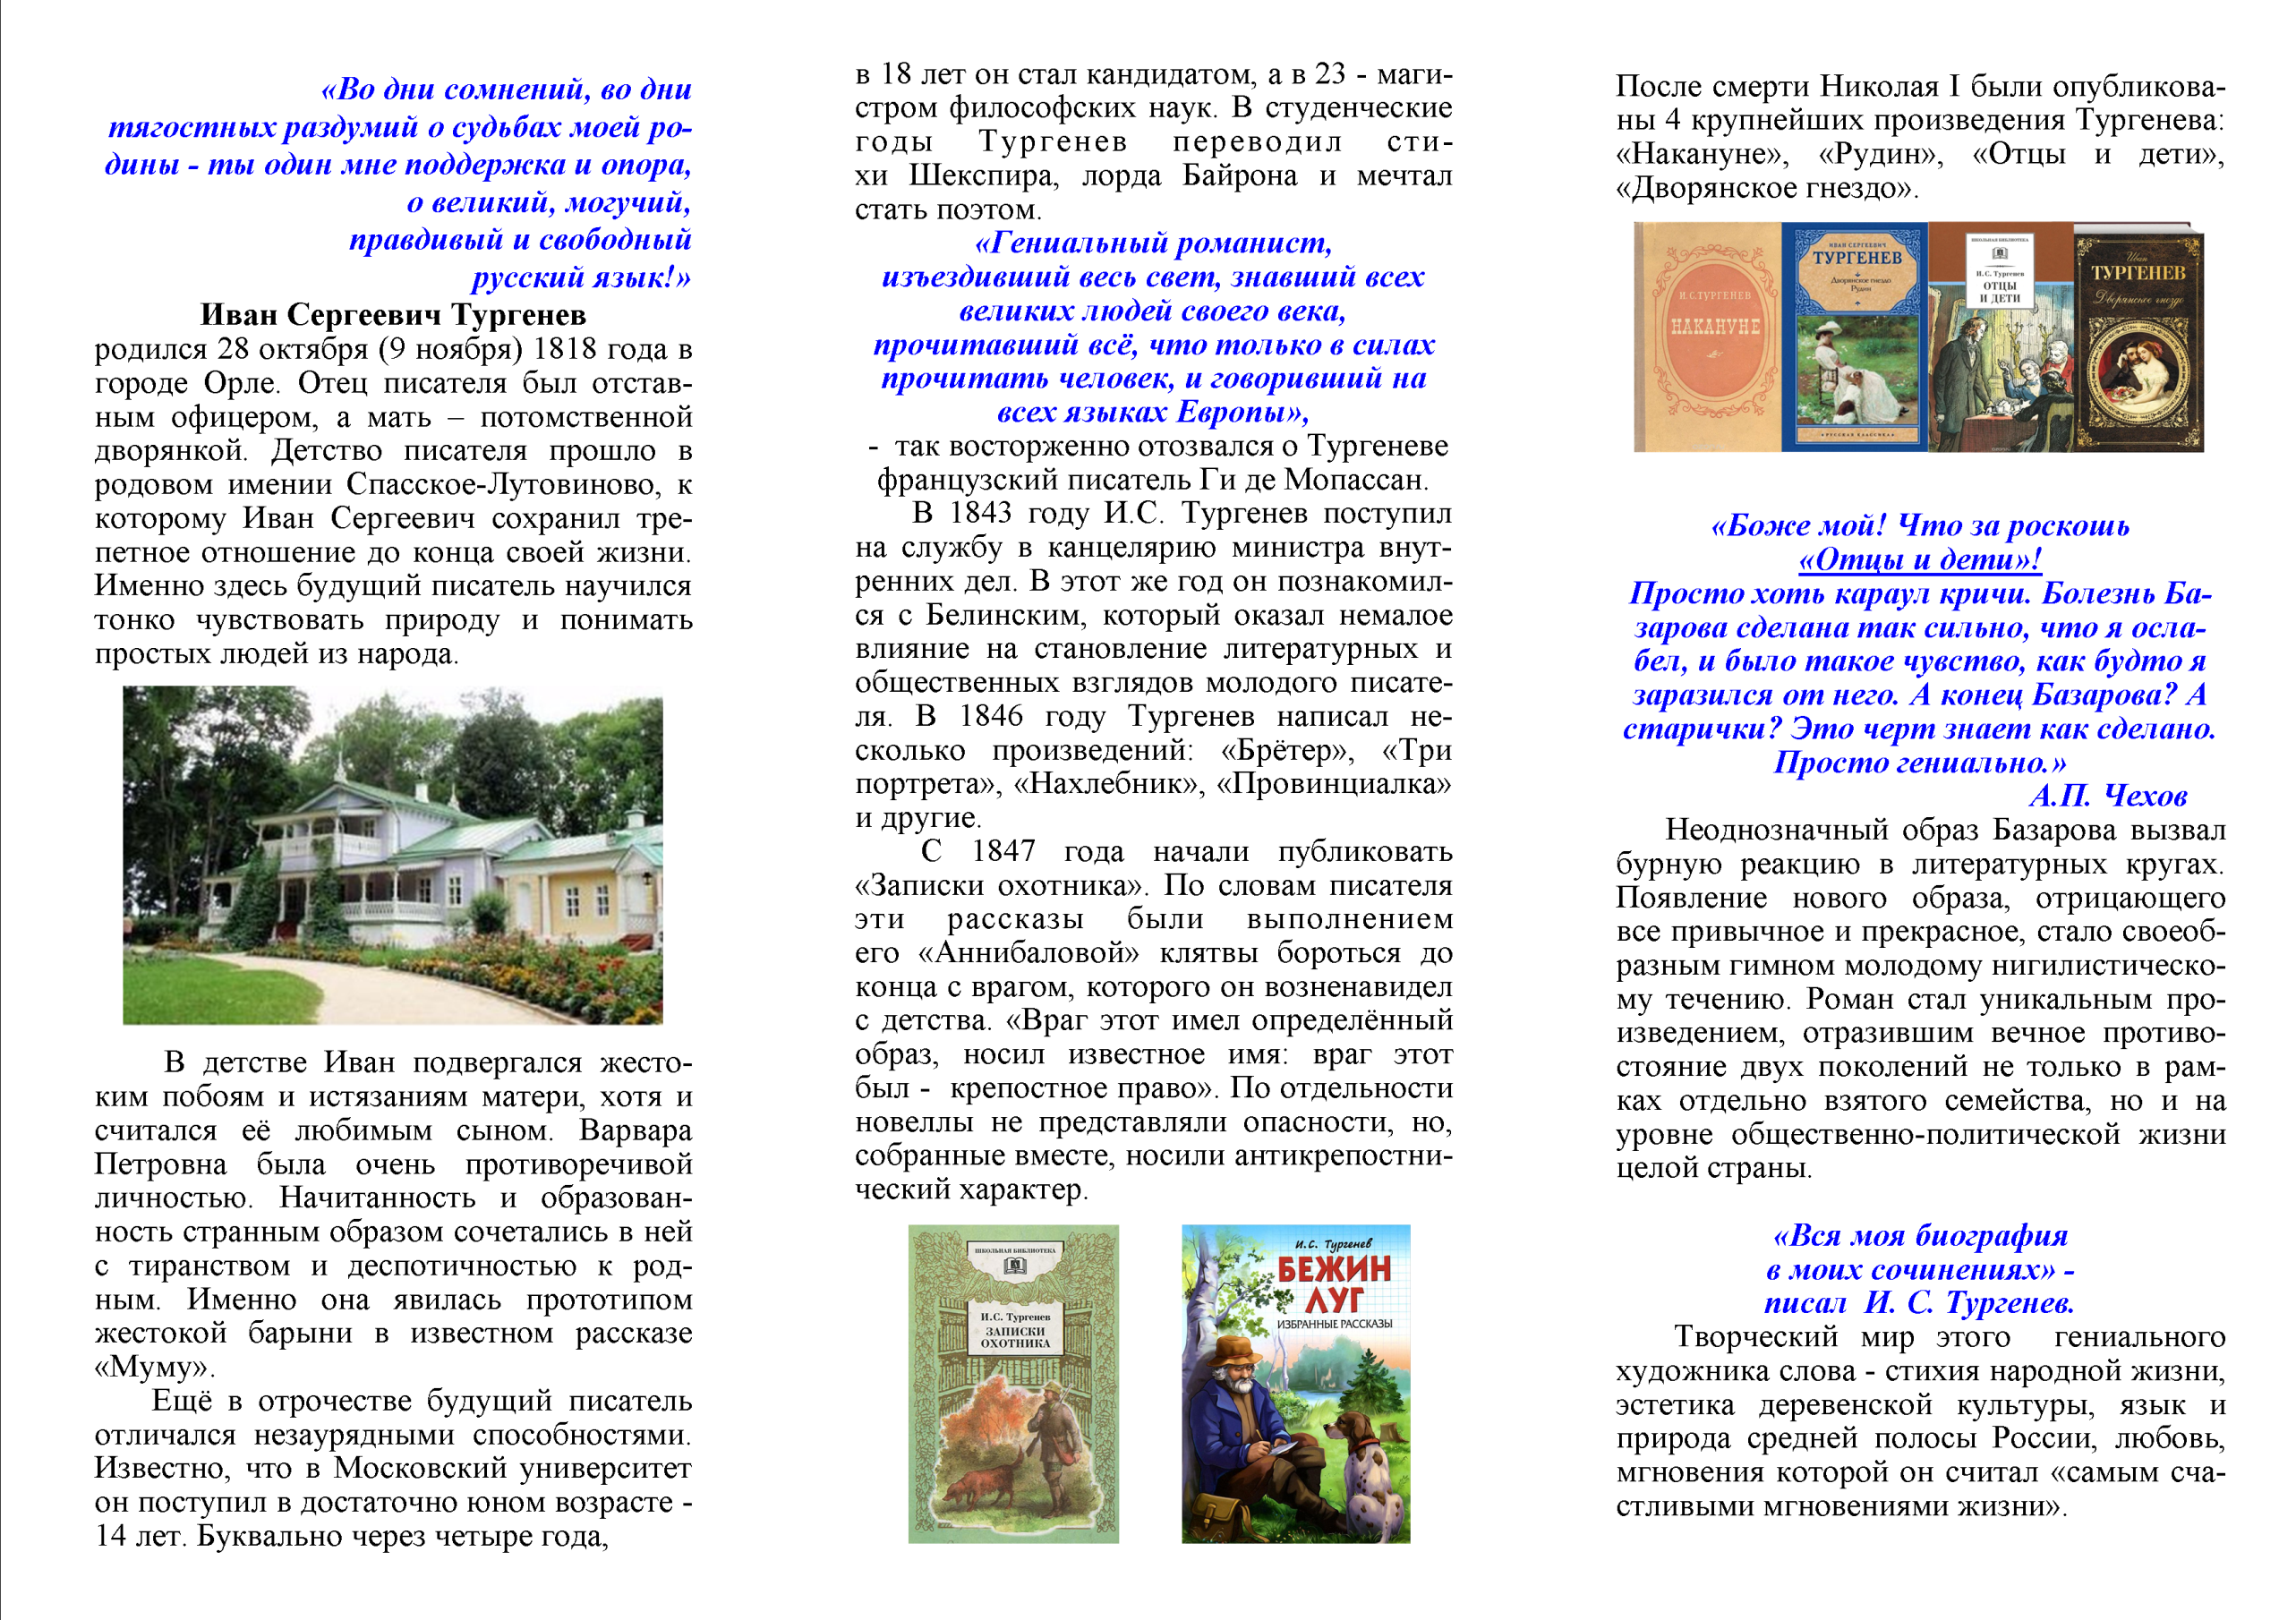 «Во дни сомнений, во дни
тягостных раздумий о судьбах моей ро-
дины - ты один мне поддержка и опора,
о великий, могучий,
правдивый и свободный
русский язык!»
Иван Сергеевич Тургенев
родился 28 октября (9 ноября) 1818 года в
городе Орле. Отец писателя был отстав-
ным офицером, а мать – потомственной
дворянкой. Детство писателя прошло в
родовом имении Спасское-Лутовиново, к
которому Иван Сергеевич сохранил тре-
петное отношение до конца своей жизни.
Именно здесь будущий писатель научился
тонко чувствовать природу и понимать
простых людей из народа.
В детстве Иван подвергался жесто-
ким побоям и истязаниям матери, хотя и
считался её любимым сыном. Варвара
Петровна была очень противоречивой
личностью. Начитанность и образован-
ность странным образом сочетались в ней
с тиранством и деспотичностью к род-
ным. Именно она явилась прототипом
жестокой барыни в известном рассказе
«Муму».
Ещё в отрочестве будущий писатель
отличался незаурядными способностями.
Известно, что в Московский университет
он поступил в достаточно юном возрасте -
14 лет. Буквально через четыре года,
в 18 лет он стал кандидатом, а в 23 - маги-
стром философских наук. В студенческие
годы Тургенев переводил сти-
хи Шекспира, лорда Байрона и мечтал
стать поэтом.
«Гениальный романист,
изъездивший весь свет, знавший всех
великих людей своего века,
прочитавший всё, что только в силах
прочитать человек, и говоривший на
всех языках Европы»,
- так восторженно отозвался о Тургеневе
французский писатель Ги де Мопассан.
В 1843 году И.С. Тургенев поступил
на службу в канцелярию министра внут-
ренних дел. В этот же год он познакомил-
ся с Белинским, который оказал немалое
влияние на становление литературных и
общественных взглядов молодого писате-
ля. В 1846 году Тургенев написал не-
сколько произведений: «Брётер», «Три
портрета», «Нахлебник», «Провинциалка»
и другие.
С 1847 года начали публиковать
«Записки охотника». По словам писателя
эти рассказы были выполнением
его «Аннибаловой» клятвы бороться до
конца с врагом, которого он возненавидел
с детства. «Враг этот имел определённый
образ, носил известное имя: враг этот
был - крепостное право». По отдельности
новеллы не представляли опасности, но,
собранные вместе, носили антикрепостни-
ческий характер.
ШКОЛЬНАЯ БИБЛИОТЕКА
И.С. Тургенев
ЗАПИСКИ
ОХОТНИКА
И.С. Тургенев
БЕЖИН
ЛУГ
ИЗБРАННЫЕ РАССКАЗЫ
После смерти Николая I были опубликова-
ны 4 крупнейших произведения Тургенева:
«Накануне», «Рудин», «Отцы и дети»,
«Дворянское гнездо».
И.С.ТУРГЕНЕВ
НАКАНУНЕ
ИВАН СЕРГЕЕВИЧ
ТУРГЕНЕВ
Дворянское гнездо
Рудин
РУССКАЯ КЛАССИКА
ШКОЛЬНАЯ БИБЛИОТЕКА
И.С. Тургенев
ОТЦЫ
И ДЕТИ
Иван
ТУРГЕНЕВ
Дворянское гнездо
«Боже мой! Что за роскошь
«Отцы и дети»!
Просто хоть караул кричи. Болезнь Ба-
зарова сделана так сильно, что я осла-
бел, и было такое чувство, как будто я
заразился от него. А конец Базарова? А
старички? Это черт знает как сделано.
Просто гениально.»
А.П. Чехов
Неоднозначный образ Базарова вызвал
бурную реакцию в литературных кругах.
Появление нового образа, отрицающего
все привычное и прекрасное, стало своеоб-
разным гимном молодому нигилистическо-
му течению. Роман стал уникальным про-
изведением, отразившим вечное противо-
стояние двух поколений не только в рам-
ках отдельно взятого семейства, но и на
уровне общественно-политической жизни
целой страны.
«Вся моя биография
в моих сочинениях» -
писал И. С. Тургенев.
Творческий мир этого гениального
художника слова - стихия народной жизни,
эстетика деревенской культуры, язык и
природа средней полосы России, любовь,
мгновения которой он считал «самым сча-
стливыми мгновениями жизни».